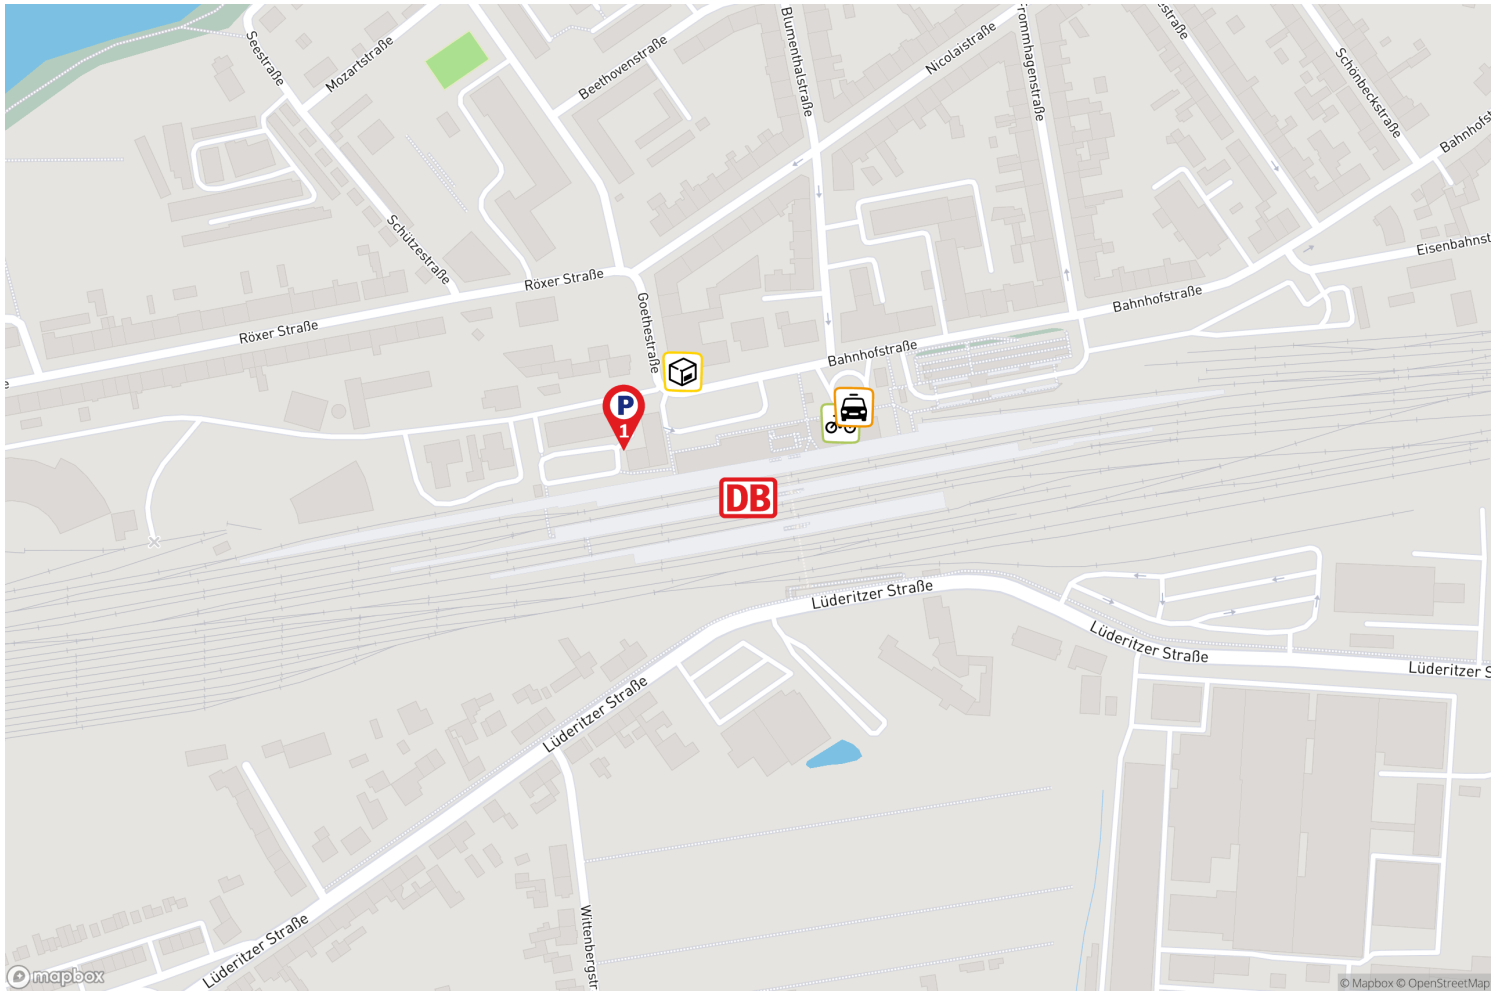 Blumenthalstraße
Frommhagenstraße
Seestraße
Mozartstraße
Beethovenstraße
Nicolaistraße
Schönbeckstraße
Bahnhofst
Schützestraße
Röxer Straße
Goethestraße
Röxer Straße
Bahnhofstraße
Eisenbahnst
Bahnhofstraße
P
1
DB
Lüderitzer Straße
Lüderitzer Straße
Lüderitzer S
Lüderitzer Straße
Lüderitzer Straße
Wittenbergstr
mapbox
© Mapbox © OpenStreetMap